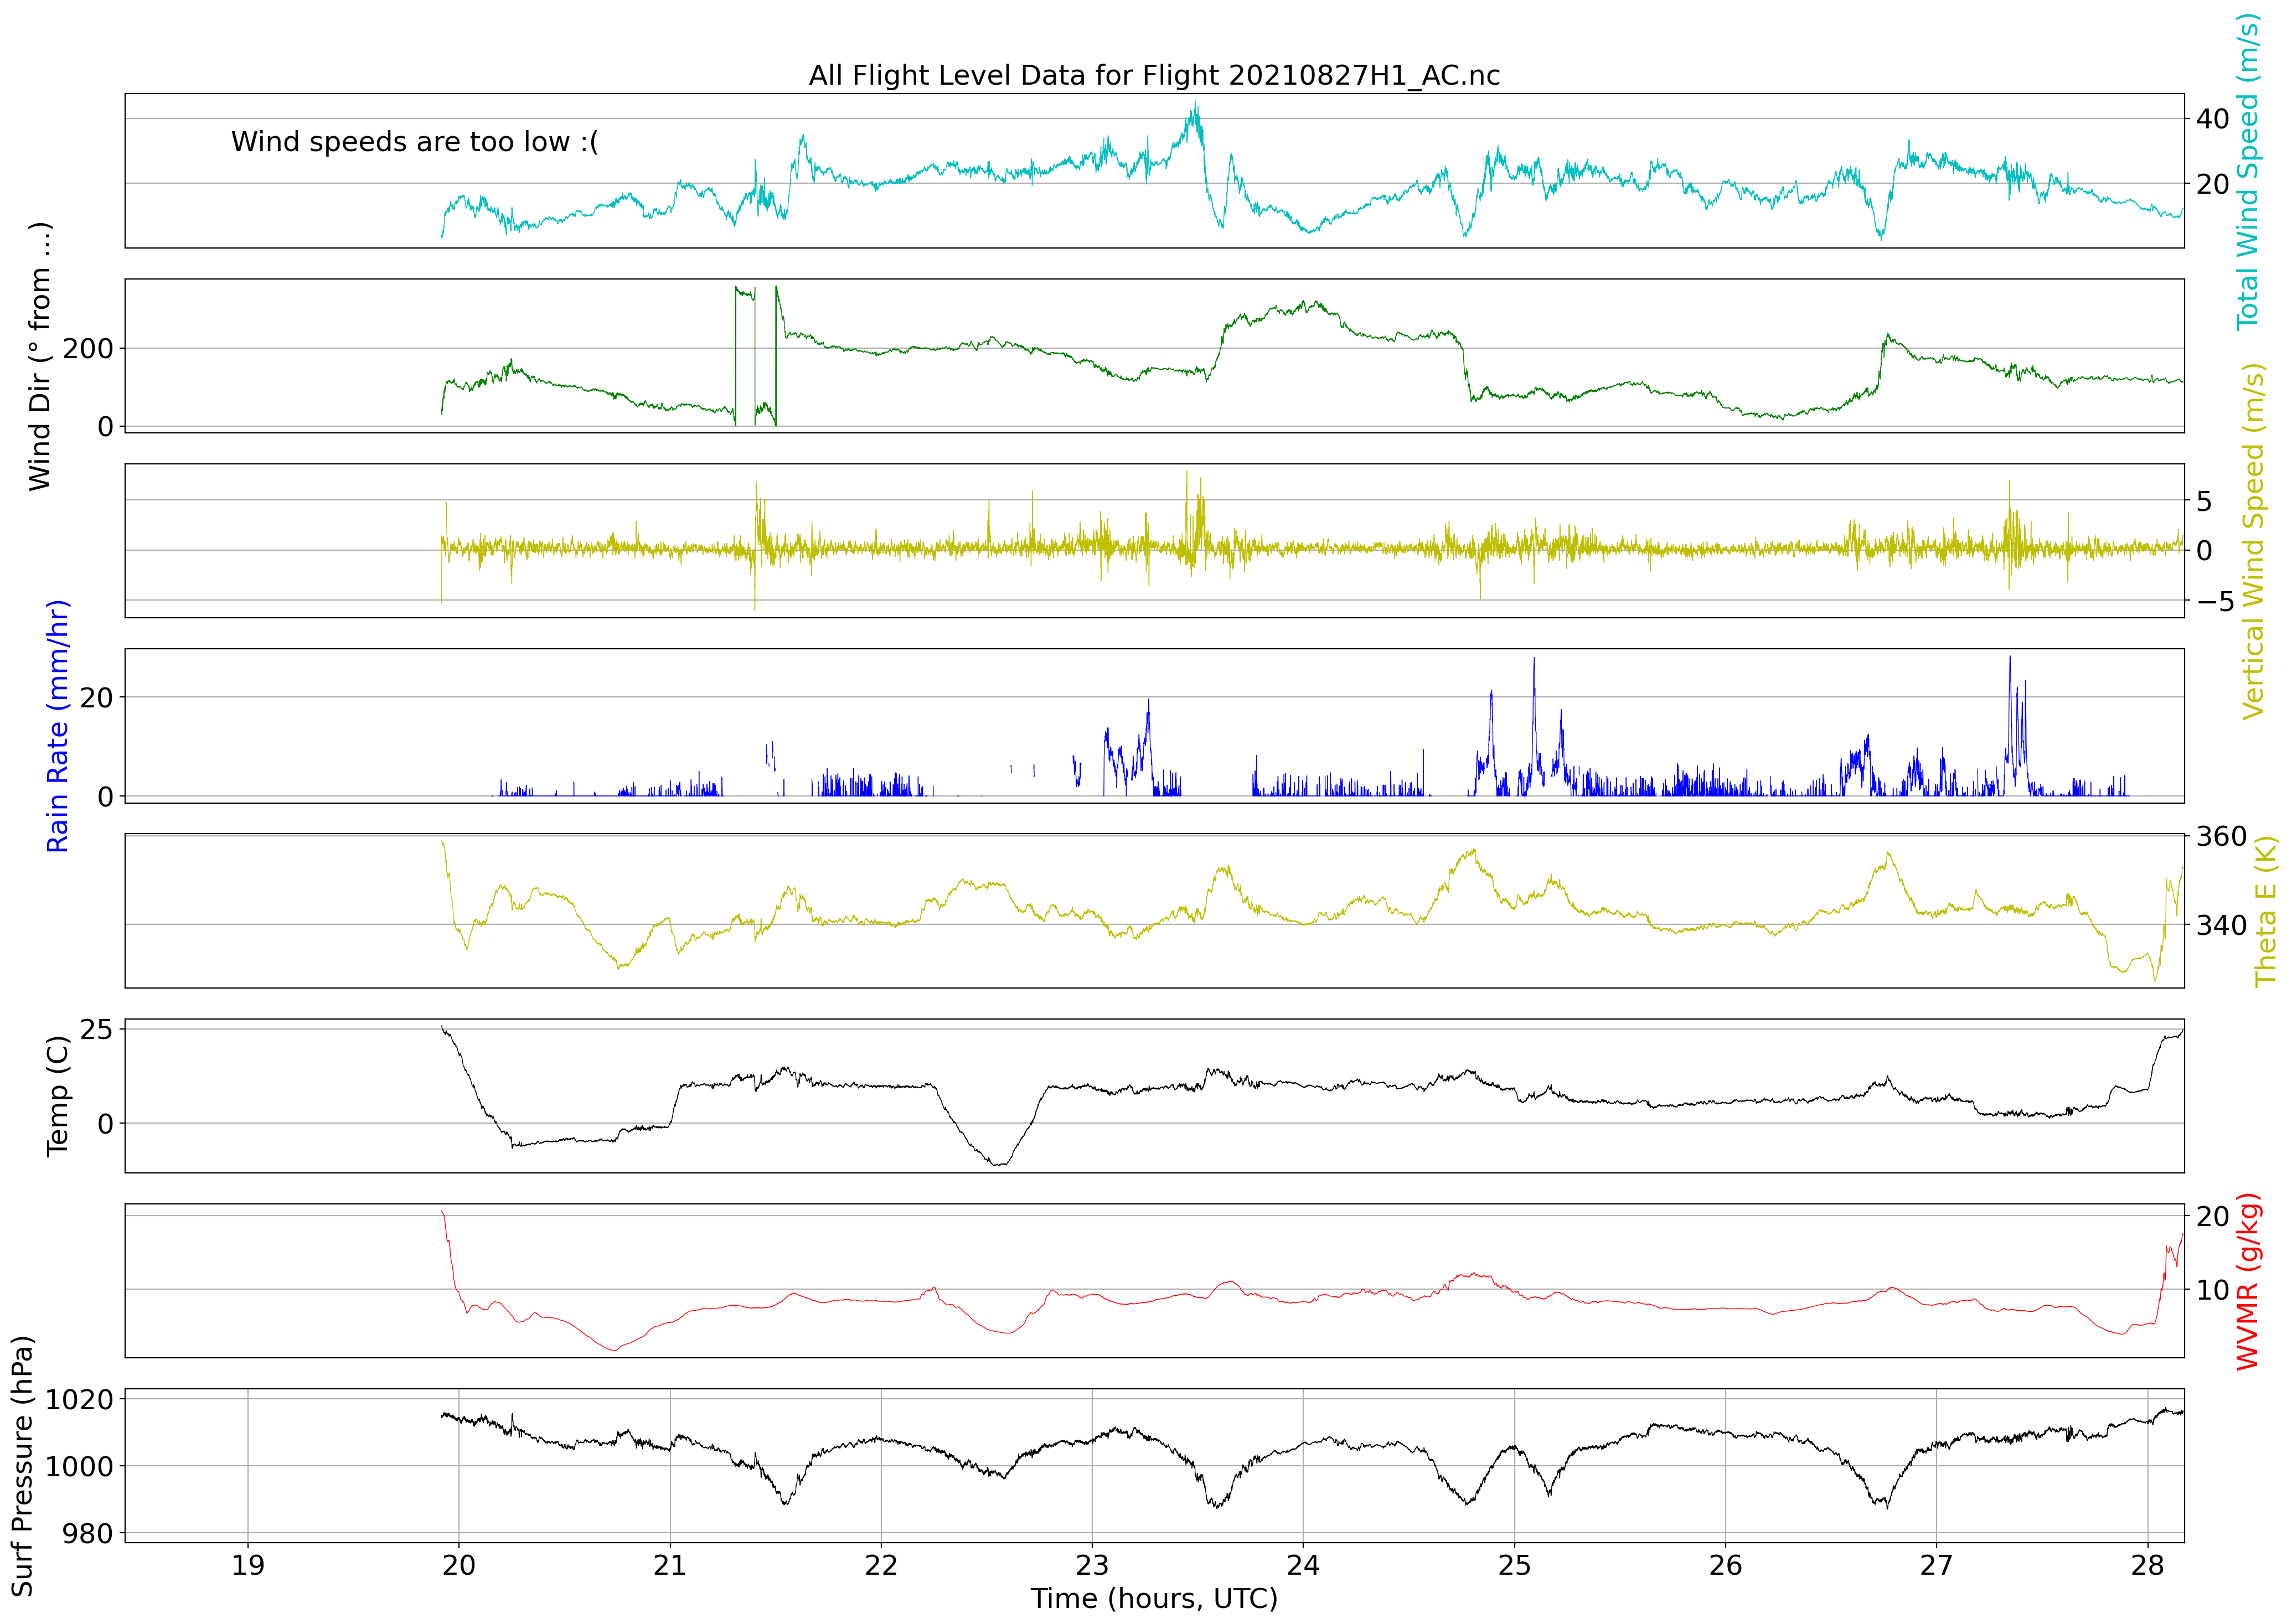 All Flight Level Data for Flight 20210827H1_AC.nc
Wind speeds are too low :(
40
20
Total Wind Speed (m/s)
Wind Dir (° from ...)
200
0
5
0
−5
Vertical Wind Speed (m/s)
Rain Rate (mm/hr)
20
0
360
340
Theta E (K)
Temp (C)
25
0
20
10
WVMR (g/kg)
Surf Pressure (hPa)
1020
1000
980
19 20 21 22 23 24 25 26 27 28
Time (hours, UTC)